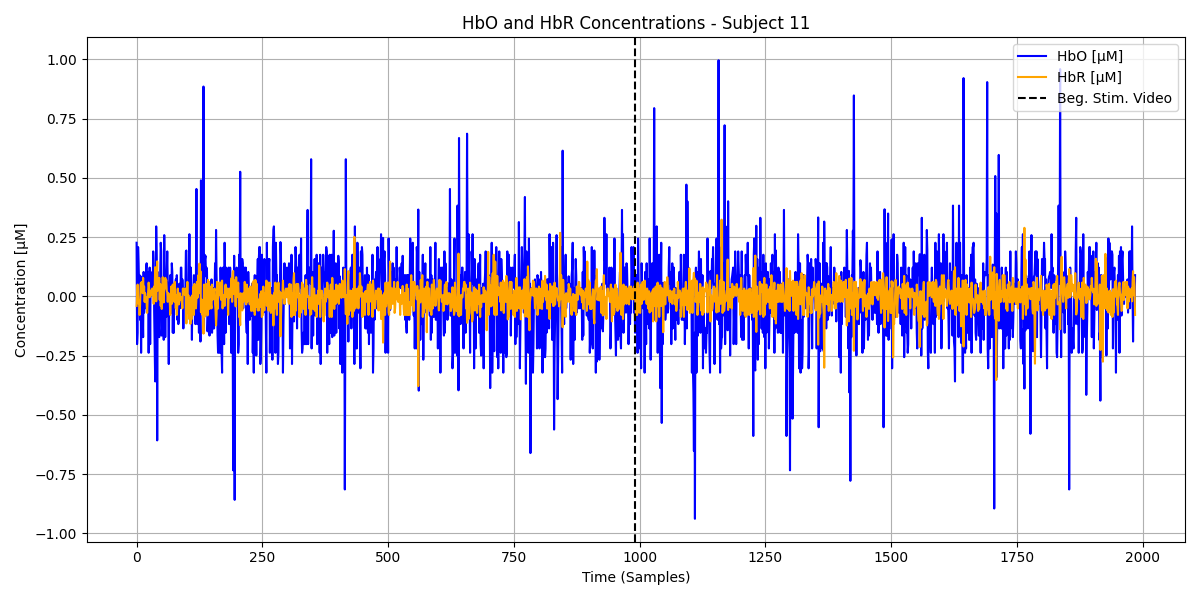 HbO and HbR Concentrations - Subject 11
HbO [μM]
HbR [μM]
Beg. Stim. Video
Concentration [μM]
1.00
0.75
0.50
0.25
0.00
−0.25
−0.50
−0.75
−1.00
0 250 500 750 1000 1250 1500 1750 2000
Time (Samples)